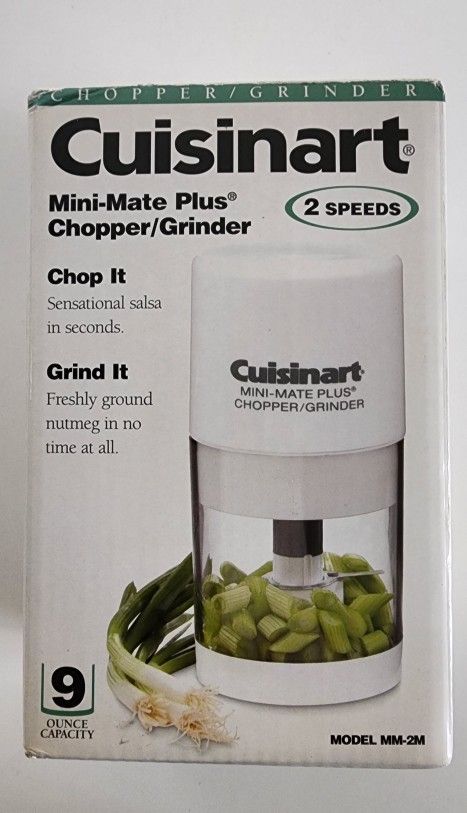 CHOPPER/GRINDER
Cuisinart®
Mini-Mate Plus®
Chopper/Grinder
2 SPEEDS
Chop It
Sensational salsa
in seconds.
Grind It
Freshly ground
nutmeg in no
time at all.
Cuisinart®
MINI-MATE PLUS®
CHOPPER/GRINDER
9
OUNCE
CAPACITY
MODEL MM-2M